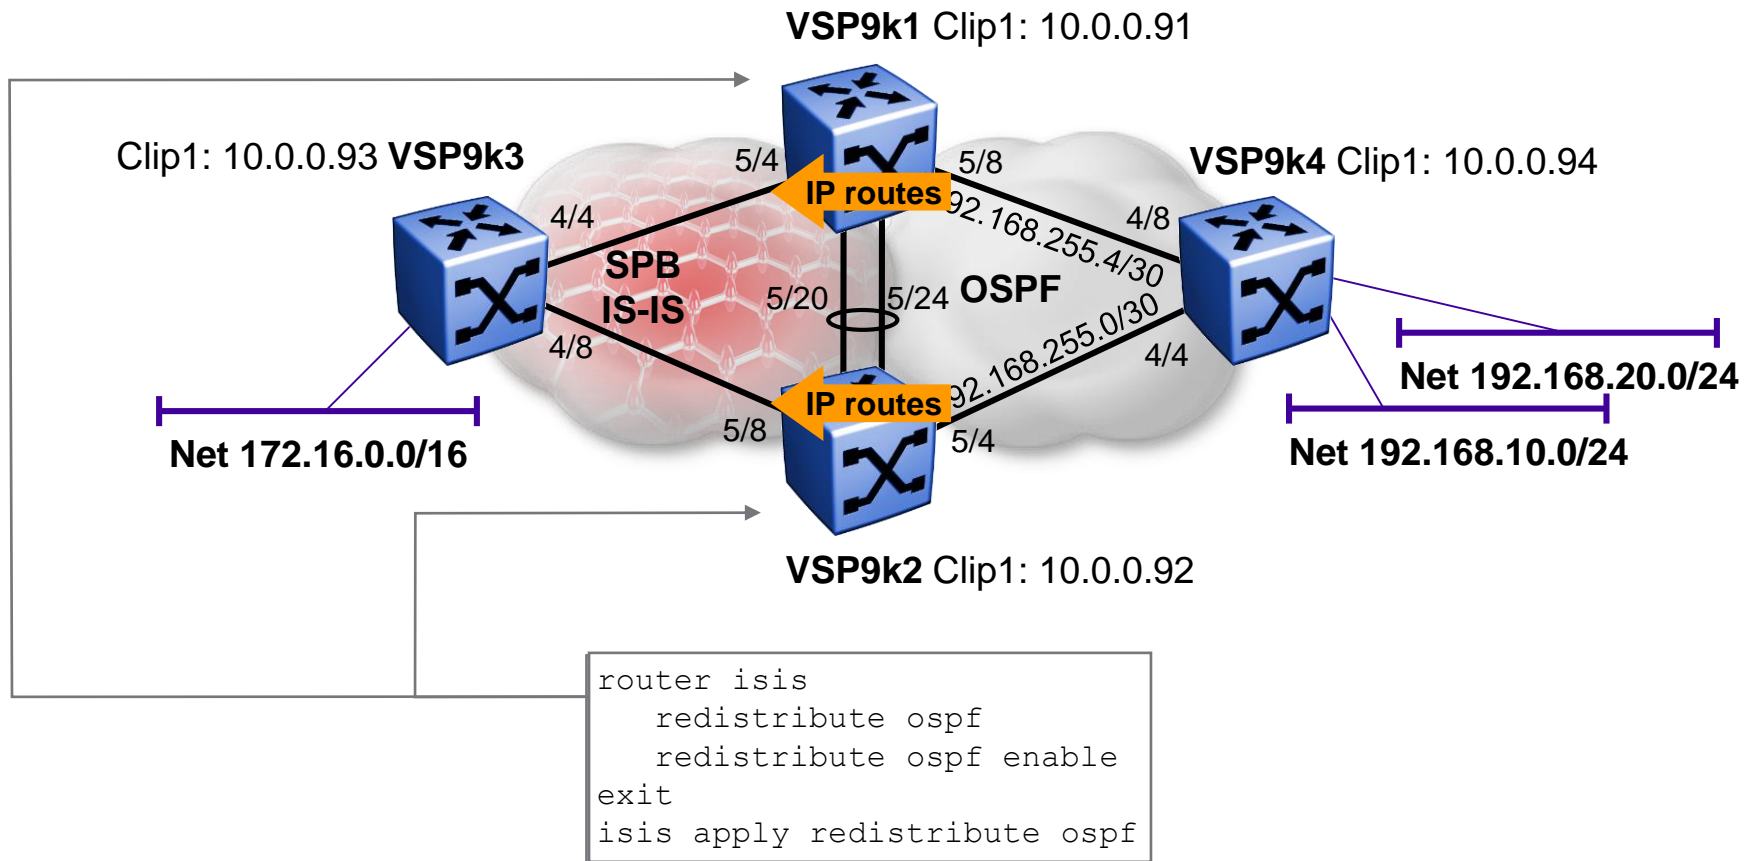 VSP9k1 Clip1: 10.0.0.91
Clip1: 10.0.0.93 VSP9k3
VSP9k4 Clip1: 10.0.0.94
5/4
5/8
IP routes
4/4
4/8
92.168.255.4/30
SPB
IS-IS
5/20
5/24
OSPF
4/8
92.168.255.0/30
4/4
Net 192.168.20.0/24
IP routes
5/8
5/4
Net 172.16.0.0/16
Net 192.168.10.0/24
VSP9k2 Clip1: 10.0.0.92
router isis
redistribute ospf
redistribute ospf enable
exit
isis apply redistribute ospf